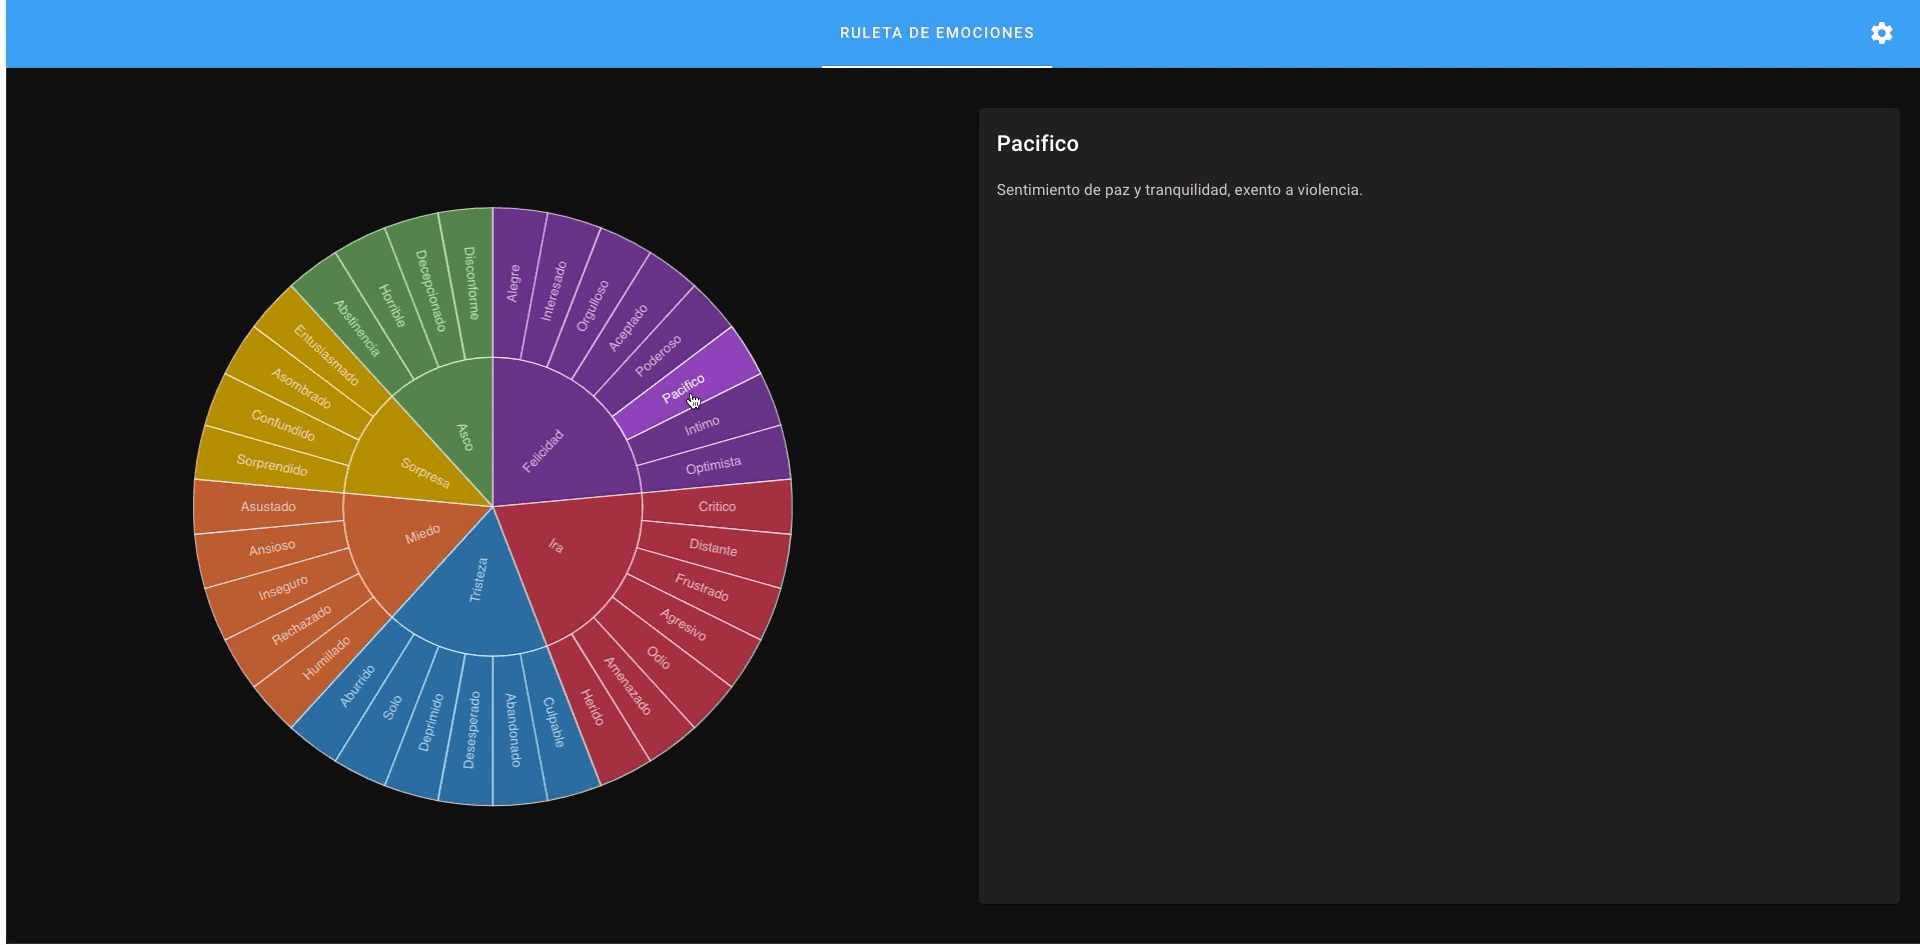 RULETA DE EMOCIONES
Pacifico
Sentimiento de paz y tranquilidad, exento a violencia.
Felicidad
Alegre
Interesado
Orgulloso
Aceptado
Poderoso
Pacifico
Intimo
Optimista
Ira
Critico
Distante
Frustrado
Agresivo
Odio
Amenazado
Herido
Tristeza
Culpable
Abandonado
Desesperado
Deprimido
Solo
Aburrido
Miedo
Humillado
Rechazado
Inseguro
Ansioso
Asustado
Sorpresa
Sorprendido
Confundido
Asombrado
Entusiasmado
Asco
Abstinencia
Horrible
Decepcionado
Disconforme